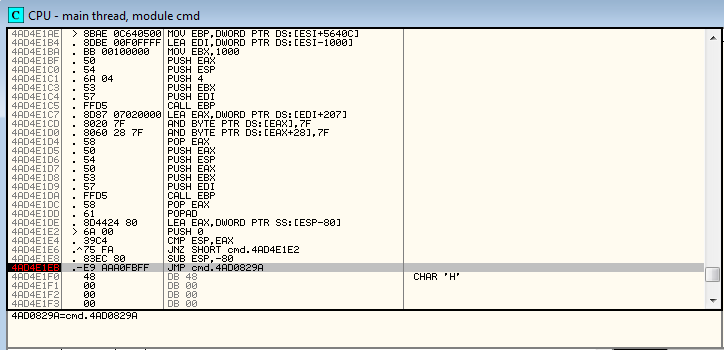 C CPU - main thread, module cmd
4AD4E1AE > 8BAE 0C640500 MOV EBP,DWORD PTR DS:[ESI+5640C]
4AD4E1B4 . 8DBE 00F0FFFF LEA EDI,DWORD PTR DS:[ESI-1000]
4AD4E1BA . BB 00100000 MOV EBX,1000
4AD4E1BF . 50 PUSH EAX
4AD4E1C0 . 54 PUSH ESP
4AD4E1C1 . 6A 04 PUSH 4
4AD4E1C3 . 53 PUSH EBX
4AD4E1C4 . 57 PUSH EDI
4AD4E1C5 . FFD5 CALL EBP
4AD4E1C7 . 8D87 07020000 LEA EAX,DWORD PTR DS:[EDI+207]
4AD4E1CD . 8020 7F AND BYTE PTR DS:[EAX],7F
4AD4E1D0 . 8060 28 7F AND BYTE PTR DS:[EAX+28],7F
4AD4E1D4 . 58 POP EAX
4AD4E1D5 . 50 PUSH EAX
4AD4E1D6 . 54 PUSH ESP
4AD4E1D7 . 50 PUSH EAX
4AD4E1D8 . 53 PUSH EBX
4AD4E1D9 . 57 PUSH EDI
4AD4E1DA . FFD5 CALL EBP
4AD4E1DC . 58 POP EAX
4AD4E1DD . 61 POPAD
4AD4E1DE . 8D4424 80 LEA EAX,DWORD PTR SS:[ESP-80]
4AD4E1E2 > 6A 00 PUSH 0
4AD4E1E4 . 39C4 CMP ESP,EAX
4AD4E1E6 .^75 FA JNZ SHORT cmd.4AD4E1E2
4AD4E1E8 . 83EC 80 SUB ESP,-80
4AD4E1EB .-E9 AAA0FBFF JMP cmd.4AD0829A
4AD4E1F0 48 DB 48 CHAR 'H'
4AD4E1F1 00 DB 00
4AD4E1F2 00 DB 00
4AD4E1F3 00 DB 00
4AD0829A=cmd.4AD0829A